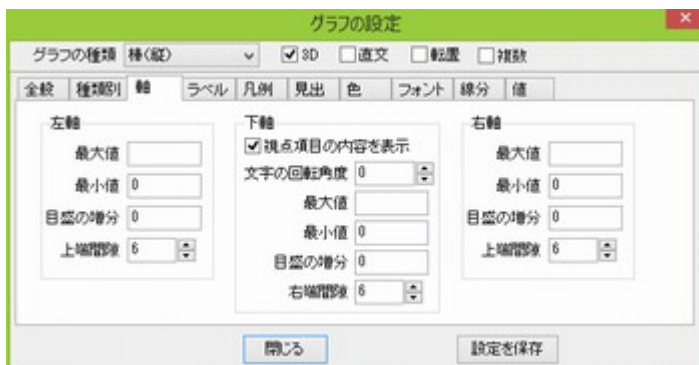 グラフの設定
グラフの種類 棒(縦) 3D 直交 転置 複数
全般 種類別 軸 ラベル 凡例 見出 色 フォント 線分 値
左軸
最大値
最小値 0
目盛の増分 0
上端間隙 6
下軸
視点項目の内容を表示
文字の回転角度 0
最大値
最小値 0
目盛の増分 0
右端間隙 6
右軸
最大値
最小値 0
目盛の増分 0
上端間隙 6
閉じる 設定を保存